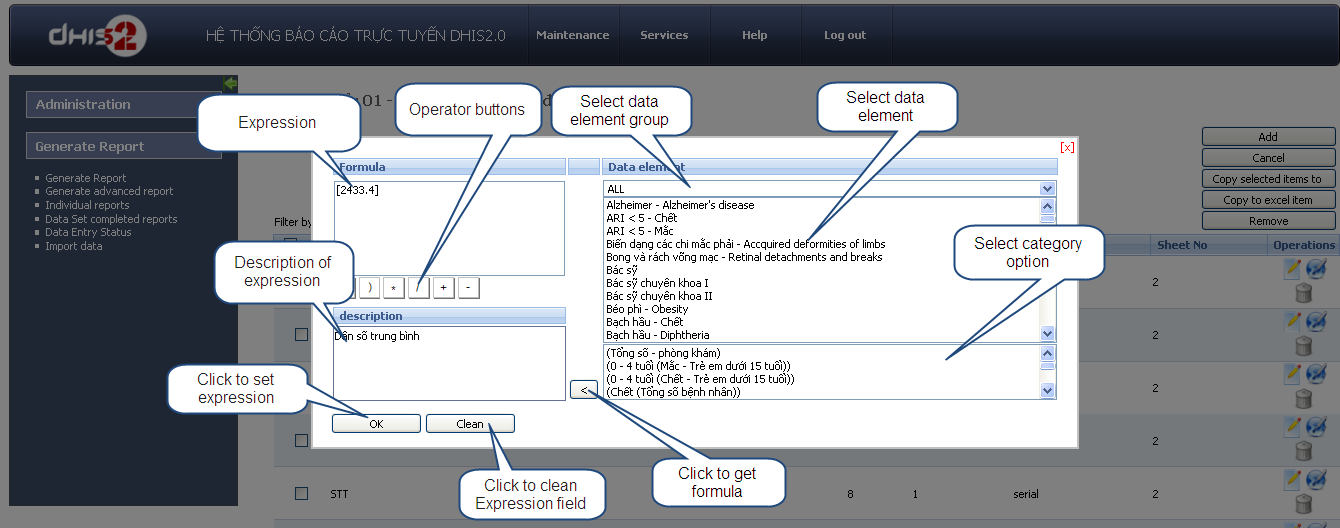 dhis2
HỆ THỐNG BÁO CÁO TRỰC TUYẾN DHIS2.0
Maintenance
Services
Help
Log out
Administration
Generate Report
Generate Report
Generate advanced report
Individual reports
Data Set completed reports
Data Entry Status
Import data
01 -
Expression
Operator buttons
Select data
element group
Select data
element
[x]
Add
Cancel
Copy selected items to
Copy to excel item
Remove
Formula
Data element
[2433.4]
ALL
Alzheimer - Alzheimer's disease
ARI < 5 - Chết
ARI < 5 - Mắc
Biến dạng các chi mắc phải - Accquired deformities of limbs
Bong và rách võng mạc - Retinal detachments and breaks
Bác sỹ
Bác sỹ chuyên khoa I
Bác sỹ chuyên khoa II
Béo phì - Obesity
Bạch hầu - Chết
Bạch hầu - Diphtheria
Filter by
Sheet No
Operations
Select category
option
Description of
expression
) * / + -
description
Dân số trung bình
(Tổng số - phòng khám)
(0 - 4 tuổi (Mắc - Trẻ em dưới 15 tuổi))
(0 - 4 tuổi (Chết - Trẻ em dưới 15 tuổi))
(Chết (Tổng số bệnh nhân))
<
Click to set
expression
OK
Clean
Click to clean
Expression field
Click to get
formula
2
2
2
2
STT
8
1
serial
2